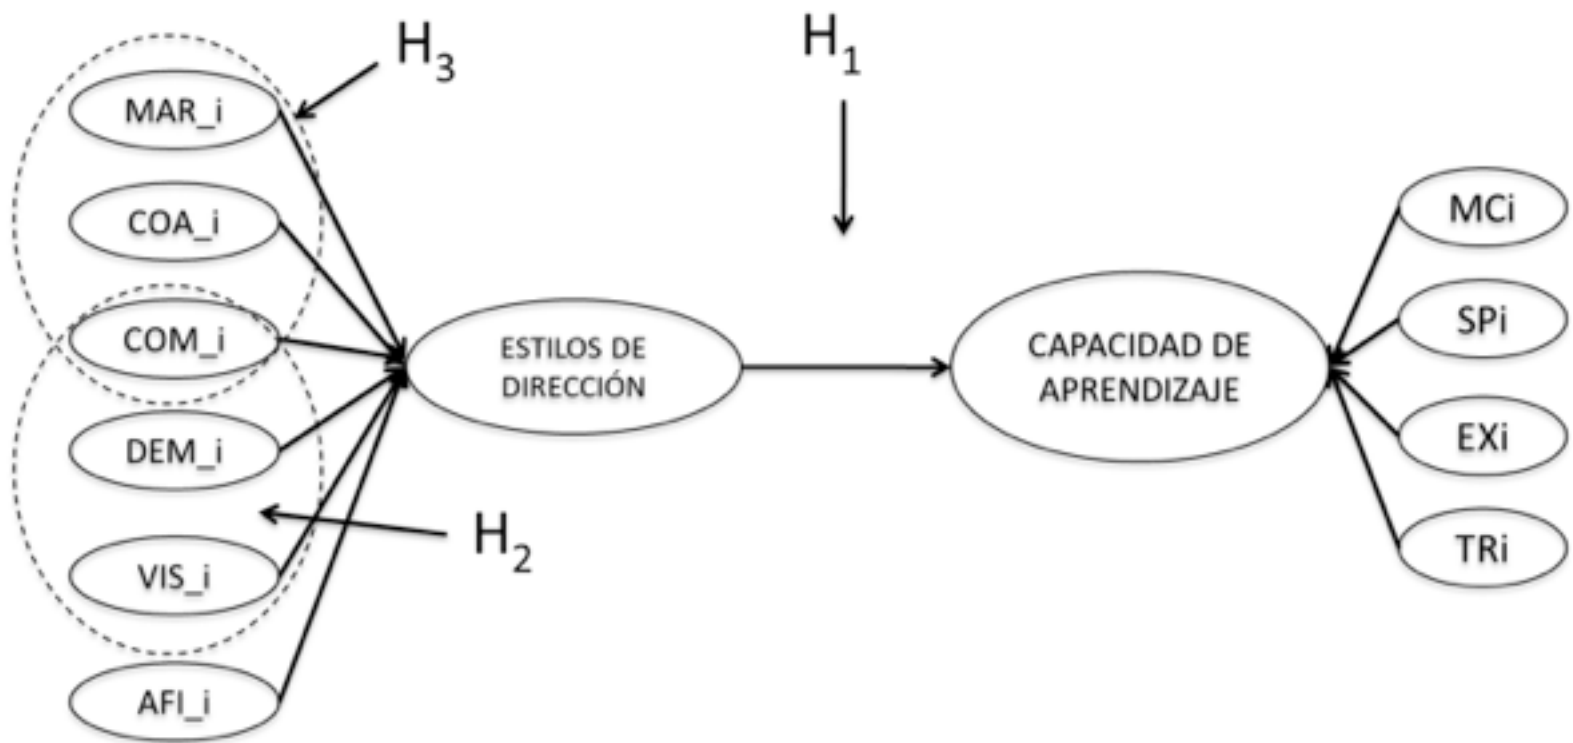 H3
H1
MAR_i
COA_i
COM_i
DEM_i
VIS_i
AFI_i
H2
ESTILOS DE
DIRECCIÓN
CAPACIDAD DE
APRENDIZAJE
MCi
SPi
EXi
TRi